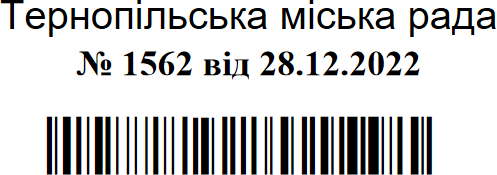 Тернопільська міська рада
№ 1562 від 28.12.2022